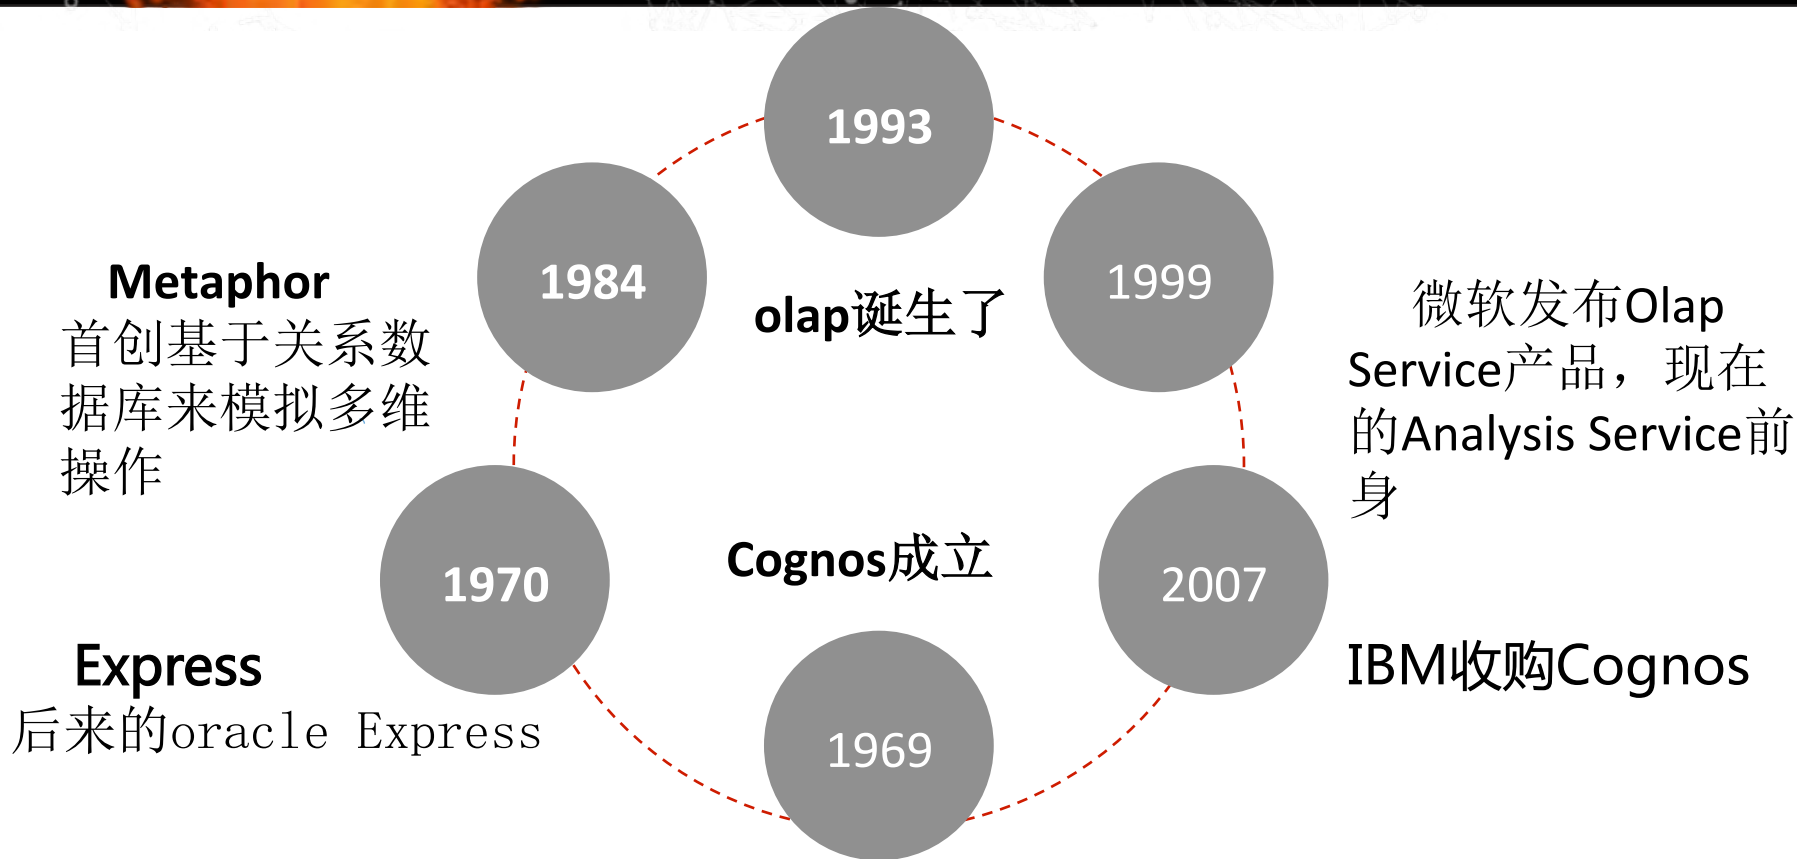 1993
1984
1999
Metaphor
首创基于关系数
据库来模拟多维
操作
olap诞生了
微软发布Olap
Service产品，现在
的Analysis Service前
身
1970
Cognos成立
2007
Express
后来的oracle Express
IBM收购Cognos
1969